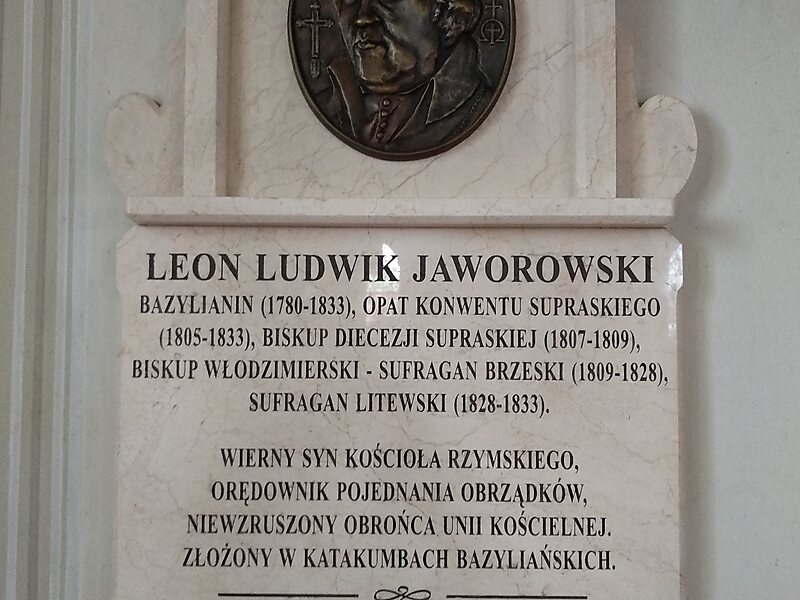 LEON LUDWIK JAWOROWSKI
BAZYLIANIN (1780-1833), OPAT KONWENTU SUPRASKIEGO
(1805-1833), BISKUP DIECEZJI SUPRASKIEJ (1807-1809),
BISKUP WŁODZIMIERSKI - SUFRAGAN BRZESKI (1809-1828),
SUFRAGAN LITEWSKI (1828-1833).
WIERNY SYN KOŚCIOŁA RZYMSKIEGO,
ORĘDOWNIK POJEDNANIA OBRZĄDKÓW,
NIEWZRUSZONY OBROŃCA UNII KOŚCIELNEJ.
ZŁOŻONY W KATAKUMBACH BAZYLIAŃSKICH.